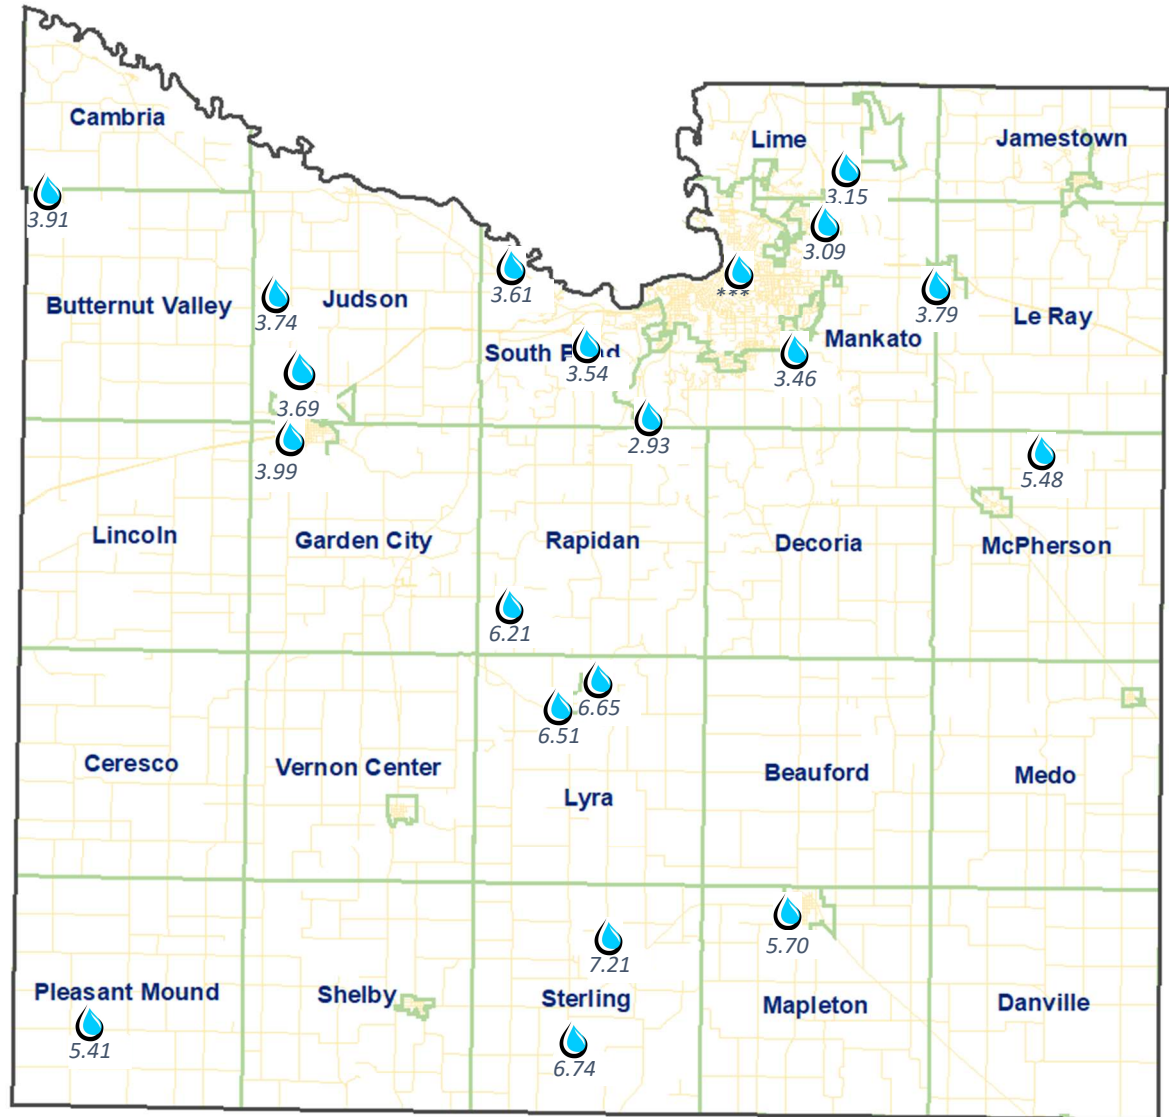 Cambria
Lime
Jamestown
3.15
3.91
3.09
3.61
***
3.79
Butternut Valley
Judson
3.74
Le Ray
South
3.54
Mankato
3.46
3.69
2.93
3.99
5.48
Lincoln
Garden City
Rapidan
Decoria
McPherson
6.21
6.65
6.51
Ceresco
Vernon Center
Beauford
Medo
Lyra
5.70
7.21
Pleasant Mound
Shelby
Sterling
Mapleton
Danville
5.41
6.74